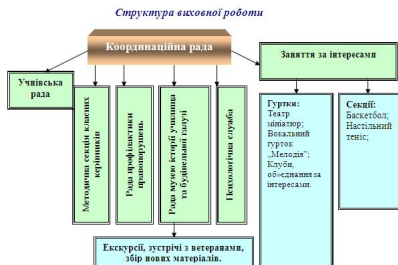 Структура виховної роботи
Координаційна рада
Заняття за інтересами
Учнівська
рада
Методична секція класних
керівників
Рада профілактики
правопорушень
Рада музею історії училища
та будівельної галузі
Психологічна служба
Гуртки:
Театр
мініатюр;
Вокальний
гурток
„Мелодія";
Клуби,
об»єднання за
інтересами.
Секції:
Баскетбол;
Настільний
теніс;
Екскурсії, зустрічі з ветеранами,
збір нових матеріалів.